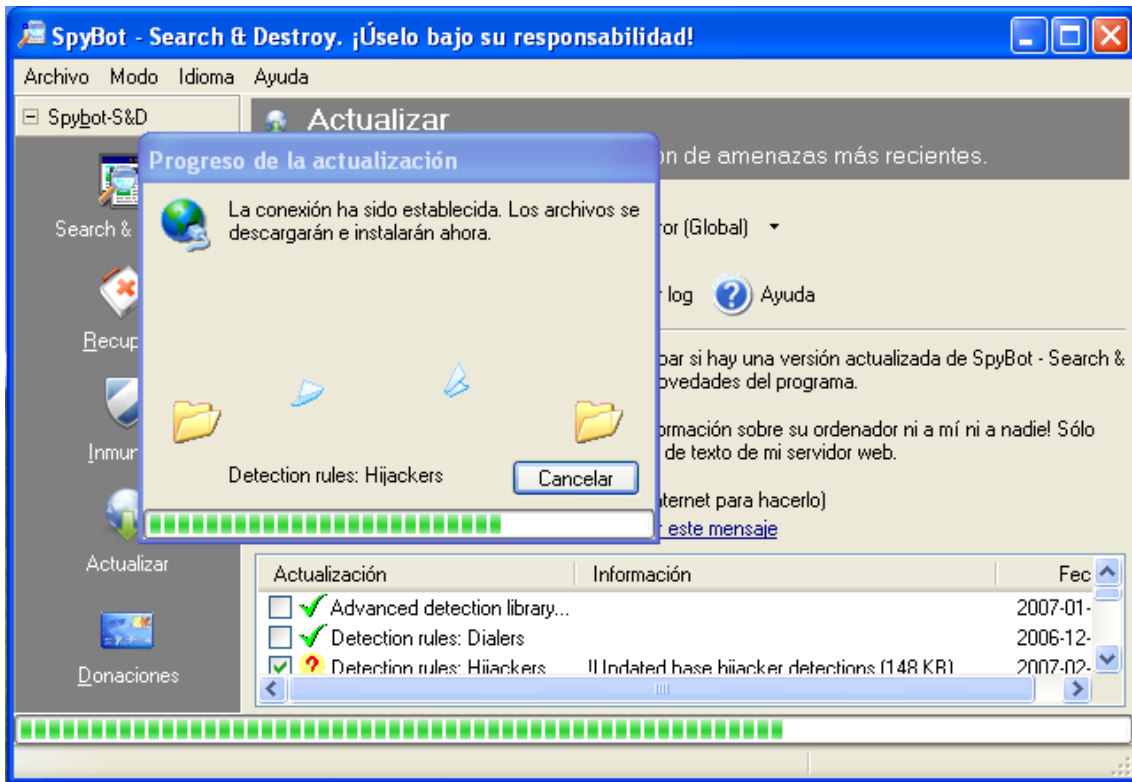 SpyBot - Search & Destroy. ¡Úselo bajo su responsabilidad!
Archivo Modo Idioma Ayuda
Spybot-S&D
Actualizar
ón de amenazas más recientes.
Progreso de la actualización
La conexión ha sido establecida. Los archivos se
descargarán e instalarán ahora.
Detection rules: Hijackers
Cancelar
Search &
Recup
Inmun
Actualizar
Donaciones
ror (Global)
log
Ayuda
bar si hay una versión actualizada de SpyBot - Search &
ovedades del programa.
ormación sobre su ordenador ni a mí ni a nadie! Sólo
de texto de mi servidor web.
nternet para hacerlo)
r este mensaje
Actualización Información Fec
Advanced detection library... 2007-01-
Detection rules: Dialers 2006-12-
Detection rules: Hijackers !Updated base hijacker detections (148 KB) 2007-02-